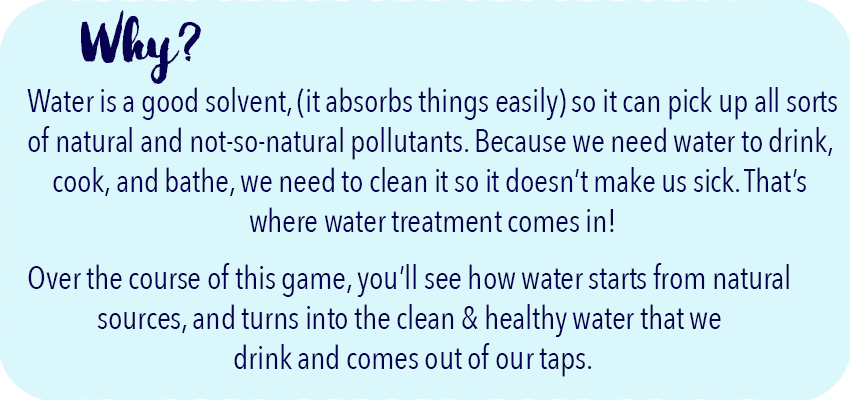 Why?
Water is a good solvent, (it absorbs things easily) so it can pick up all sorts
of natural and not-so-natural pollutants. Because we need water to drink,
cook, and bathe, we need to clean it so it doesn't make us sick. That's
where water treatment comes in!
Over the course of this game, you'll see how water starts from natural
sources, and turns into the clean & healthy water that we
drink and comes out of our taps.